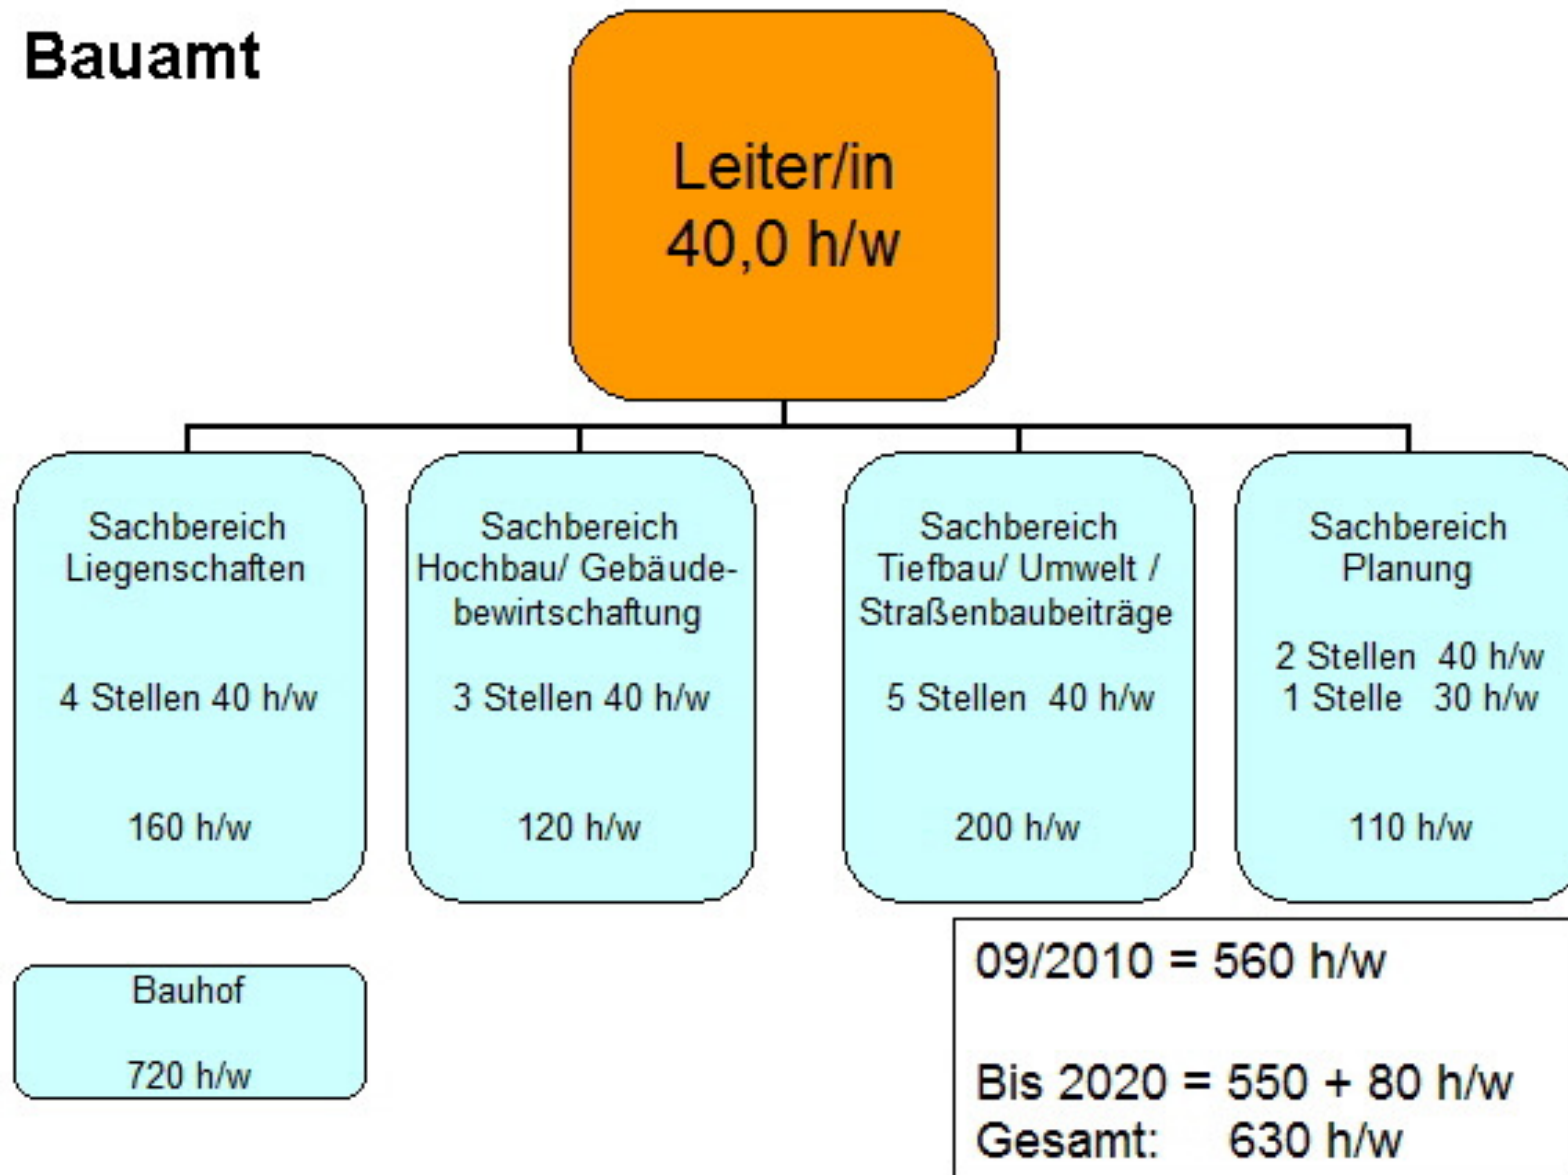 Bauamt
Leiter/in
40,0 h/w
Sachbereich
Liegenschaften
4 Stellen 40 h/w
160 h/w
Sachbereich
Hochbau/ Gebäude-
bewirtschaftung
3 Stellen 40 h/w
120 h/w
Sachbereich
Tiefbau/ Umwelt /
Straßenbaubeiträge
5 Stellen 40 h/w
200 h/w
Sachbereich
Planung
2 Stellen 40 h/w
1 Stelle 30 h/w
110 h/w
Bauhof
720 h/w
09/2010 = 560 h/w
Bis 2020 = 550 + 80 h/w
Gesamt: 630 h/w